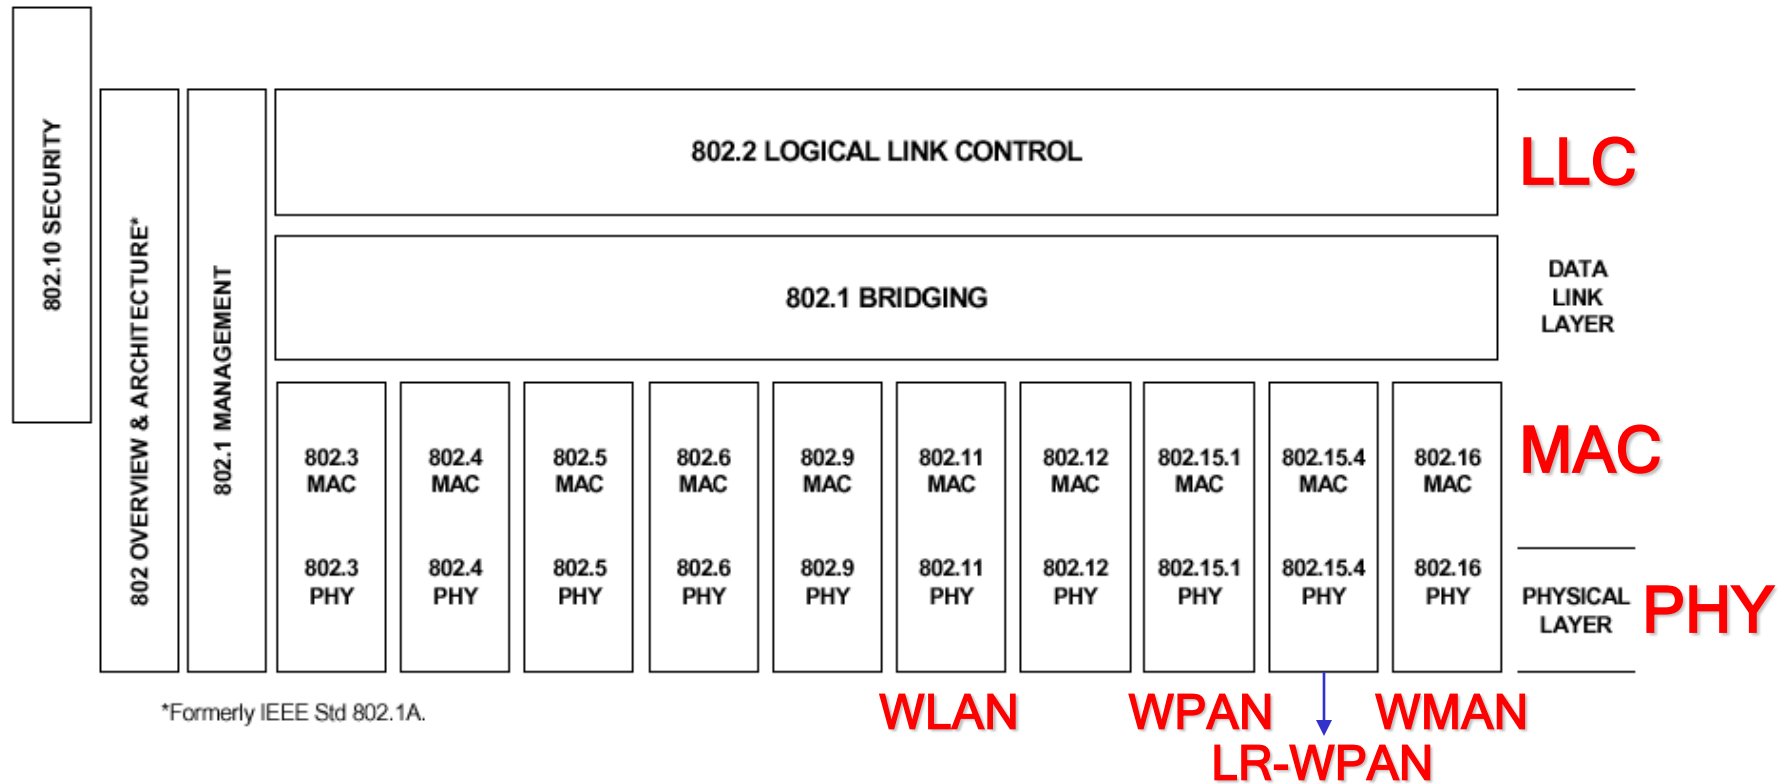 802.10 SECURITY
802 OVERVIEW & ARCHITECTURE*
802.1 MANAGEMENT
802.2 LOGICAL LINK CONTROL
LLC
802.1 BRIDGING
DATA
LINK
LAYER
802.3
MAC
802.4
MAC
802.5
MAC
802.6
MAC
802.9
MAC
802.11
MAC
802.12
MAC
802.15.1
MAC
802.15.4
MAC
802.16
MAC
MAC
802.3
PHY
802.4
PHY
802.5
PHY
802.6
PHY
802.9
PHY
802.11
PHY
802.12
PHY
802.15.1
PHY
802.15.4
PHY
802.16
PHY
PHYSICAL
LAYER
PHY
*Formerly IEEE Std 802.1A.
WLAN
WPAN
WMAN
LR-WPAN